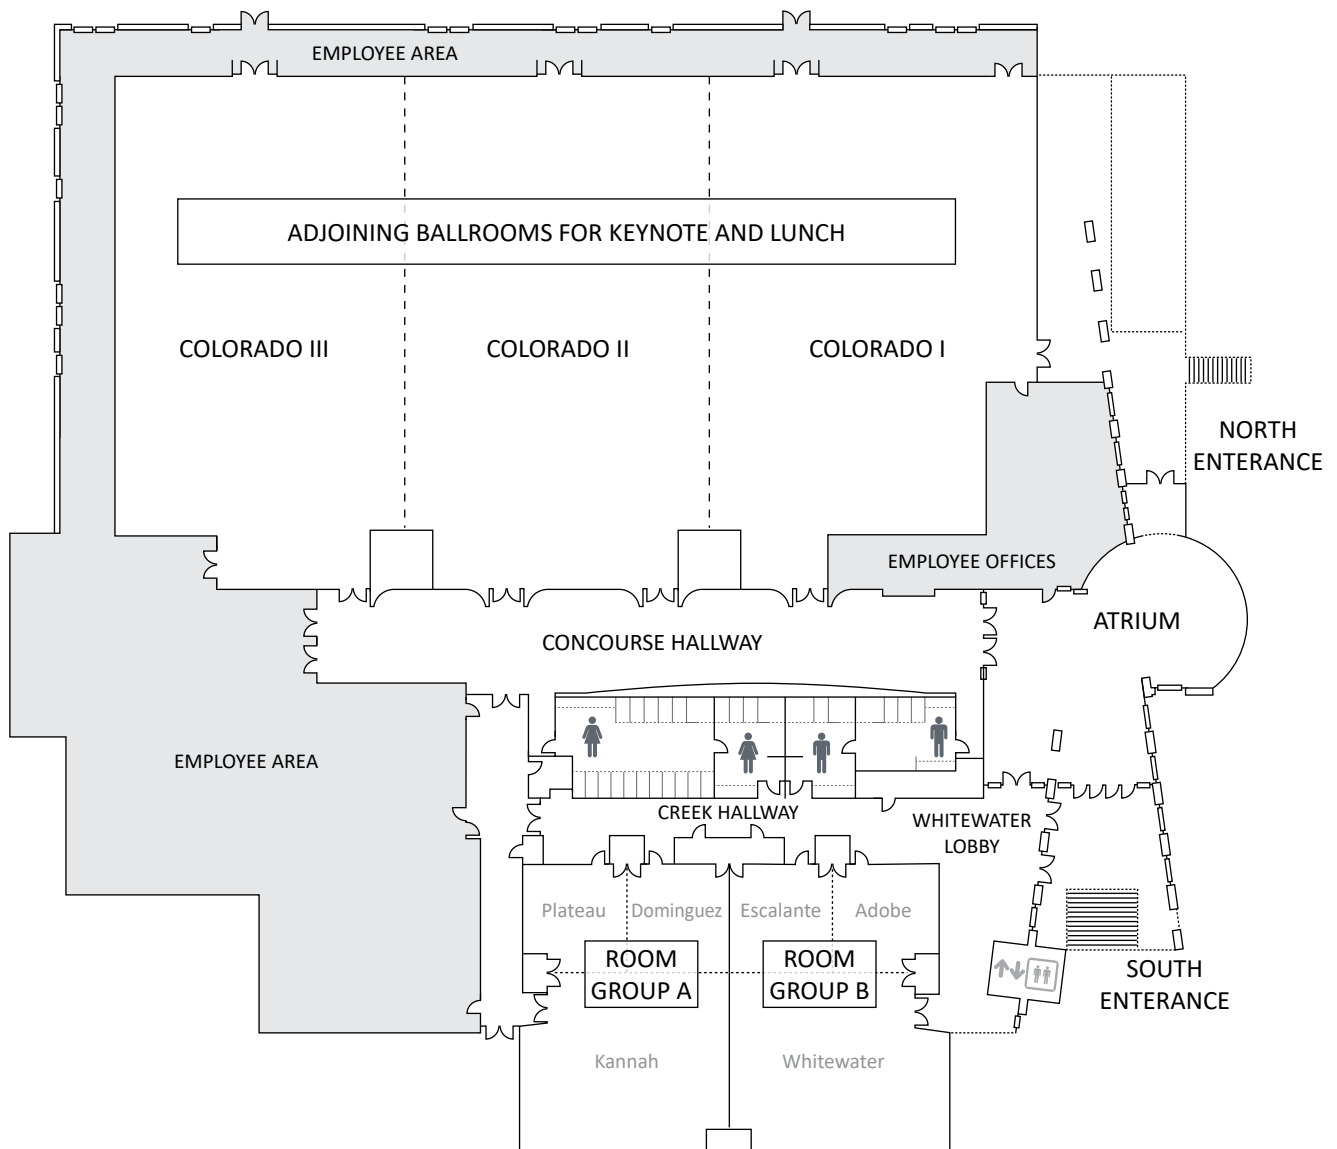 EMPLOYEE AREA
ADJOINING BALLROOMS FOR KEYNOTE AND LUNCH
COLORADO III
COLORADO II
COLORADO I
NORTH
ENTERANCE
EMPLOYEE OFFICES
ATRIUM
CONCOURSE HALLWAY
EMPLOYEE AREA
CREEK HALLWAY
WHITEWATER
LOBBY
Plateau
Dominguez
Escalante
Adobe
ROOM
GROUP A
ROOM
GROUP B
SOUTH
ENTERANCE
Kannah
Whitewater